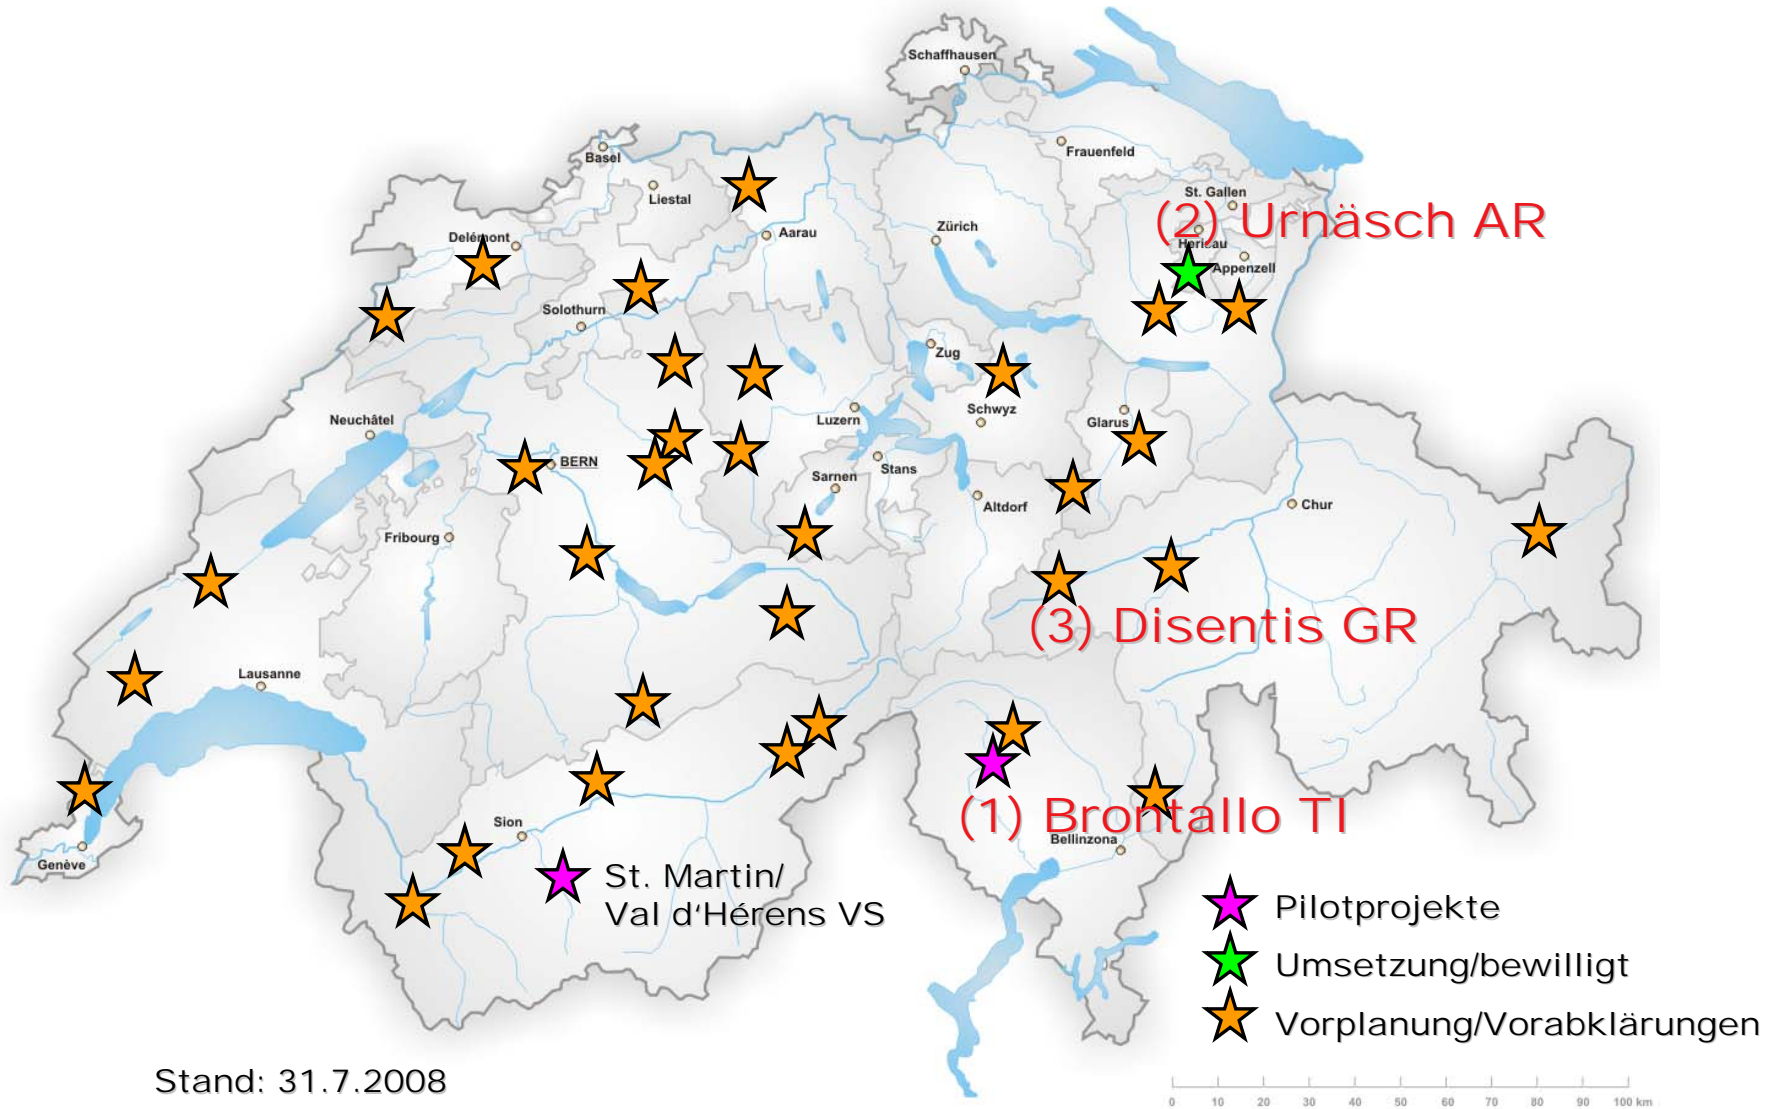 Schaffhausen
Basel
Frauenfeld
Liestal
St. Gallen
(2) Urnäsch AR
Delémont
Aarau
Zürich
Herisau
Appenzell
Solothurn
Zug
Neuchâtel
Luzern
Schwyz
Glarus
BERN
Stans
Sarnen
Altdorf
Chur
Fribourg
(3) Disentis GR
Lausanne
(1) Brontallo TI
Sion
Bellinzona
Genève
St. Martin/
Val d‘Hérens VS
Pilotprojekte
Umsetzung/bewilligt
Vorplanung/Vorabklärungen
Stand: 31.7.2008
0 10 20 30 40 50 60 70 80 90 100 km